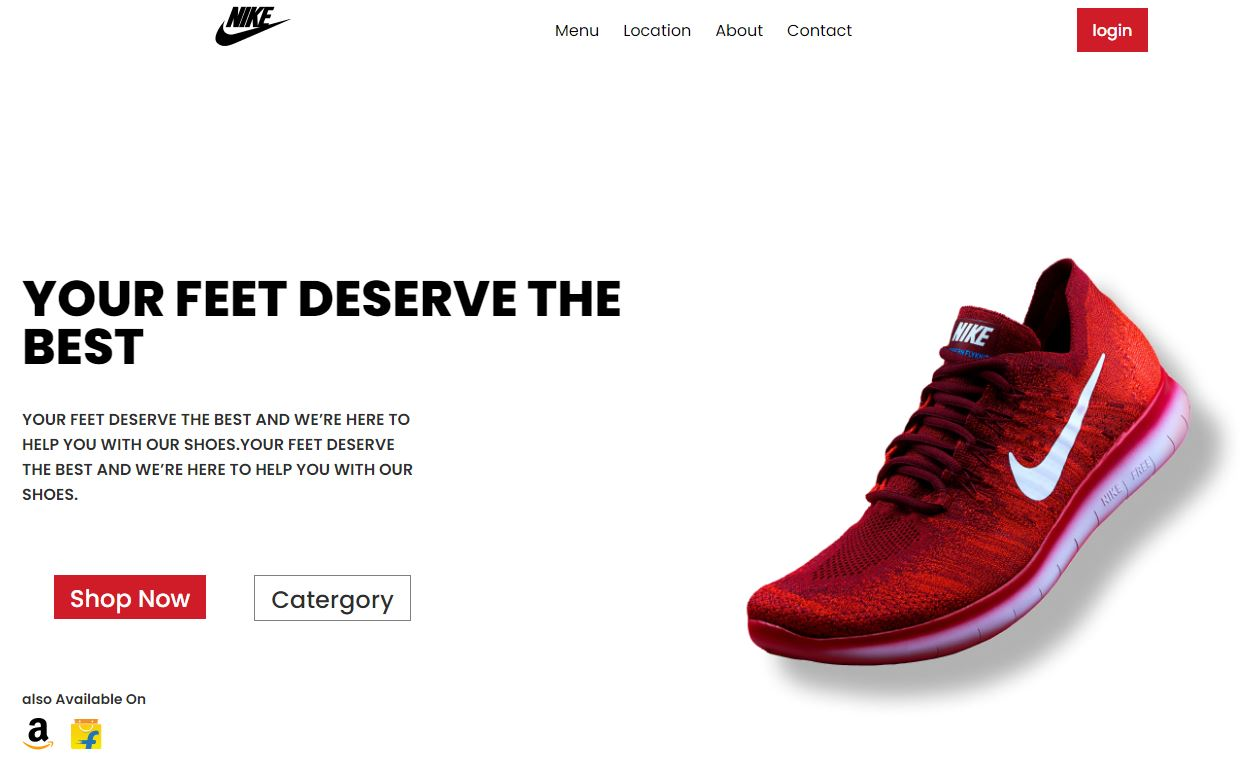 NIKE
Menu Location About Contact
login
YOUR FEET DESERVE THE
BEST
YOUR FEET DESERVE THE BEST AND WE’RE HERE TO
HELP YOU WITH OUR SHOES.YOUR FEET DESERVE
THE BEST AND WE’RE HERE TO HELP YOU WITH OUR
SHOES.
NIKE
NIKE FREE
Shop Now
Catergory
also Available On
a
f